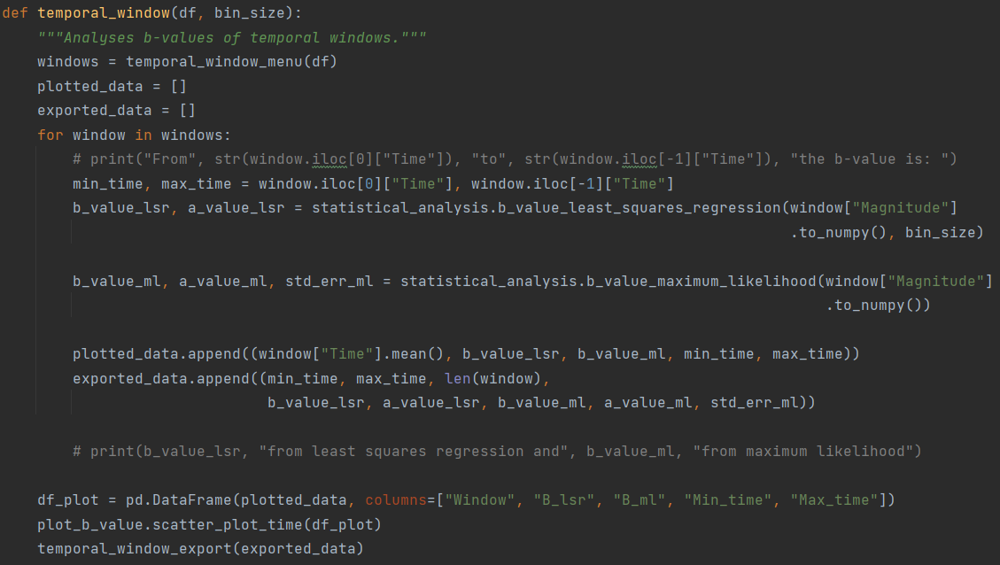 def temporal_window(df, bin_size):
    """Analyses b-values of temporal windows."""
    windows = temporal_window_menu(df)
    plotted_data = []
    exported_data = []
    for window in windows:
        # print("From", str(window.iloc[0]["Time"]), "to", str(window.iloc[-1]["Time"]), "the b-value is: ")
        min_time, max_time = window.iloc[0]["Time"], window.iloc[-1]["Time"]
        b_value_lsr, a_value_lsr = statistical_analysis.b_value_least_squares_regression(window["Magnitude"]
                                                                                         .to_numpy(), bin_size)
        b_value_ml, a_value_ml, std_err_ml = statistical_analysis.b_value_maximum_likelihood(window["Magnitude"]
                                                                                             .to_numpy())
        plotted_data.append((window["Time"].mean(), b_value_lsr, b_value_ml, min_time, max_time))
        exported_data.append((min_time, max_time, len(window),
                              b_value_lsr, a_value_lsr, b_value_ml, a_value_ml, std_err_ml))
        # print(b_value_lsr, "from least squares regression and", b_value_ml, "from maximum likelihood")
    df_plot = pd.DataFrame(plotted_data, columns=["Window", "B_lsr", "B_ml", "Min_time", "Max_time"])
    plot_b_value.scatter_plot_time(df_plot)
    temporal_window_export(exported_data)